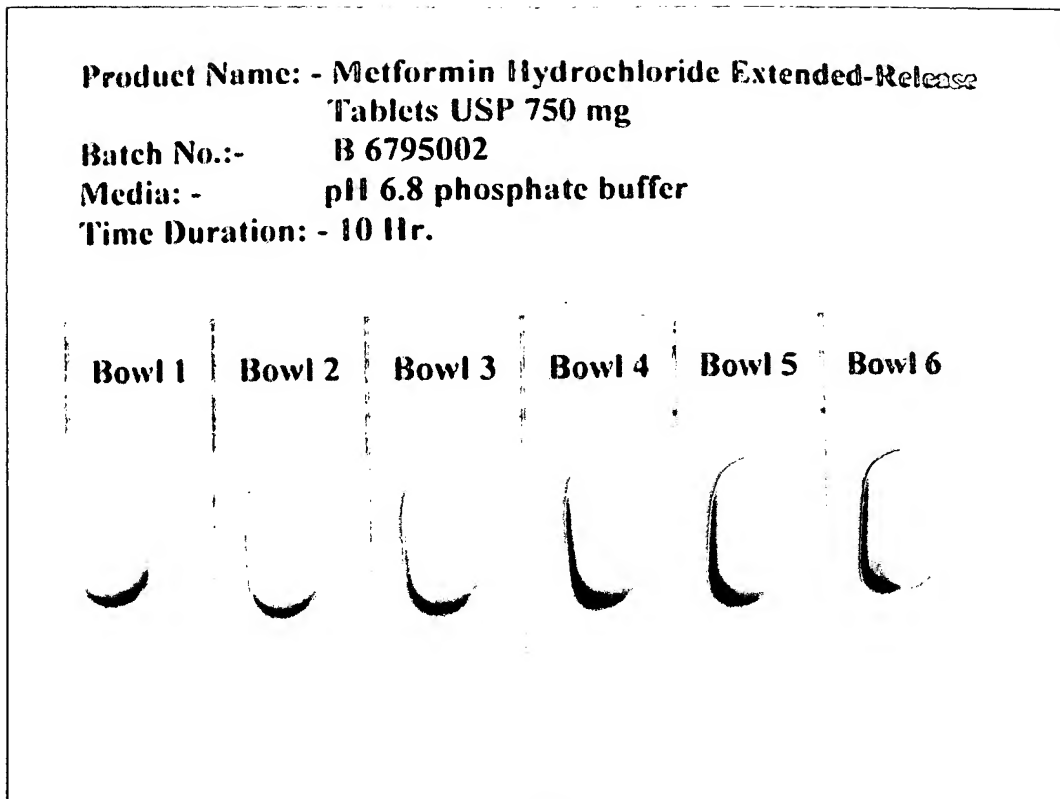 Product Name: - Metformin Hydrochloride Extended-Release
Tablets USP 750 mg
Batch No.:- B 6795002
Media: - pH 6.8 phosphate buffer
Time Duration: - 10 Hr.
Bowl 1 Bowl 2 Bowl 3 Bowl 4 Bowl 5 Bowl 6